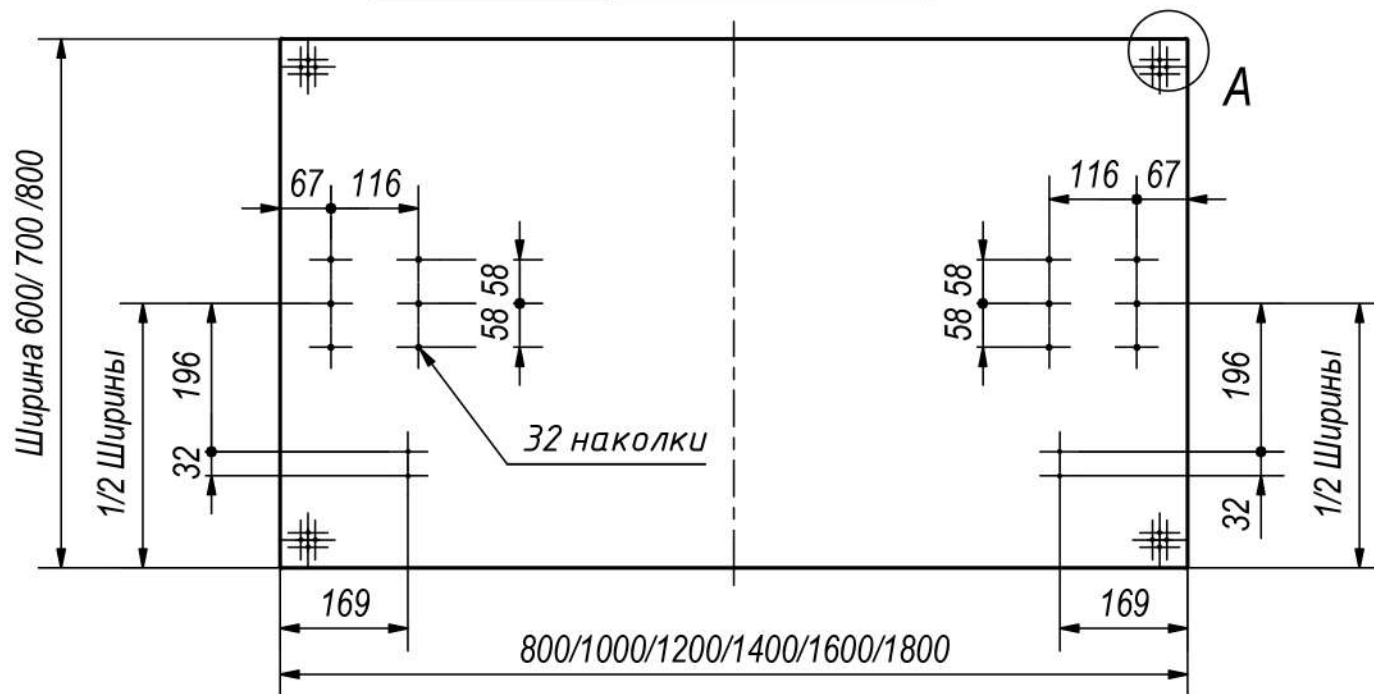 А
Ширина 600/ 700 /800
67 116
116 67
58 58
58 58
196
1/2 Ширины
32
196
1/2 Ширины
32
32 наколки
169
169
800/1000/1200/1400/1600/1800